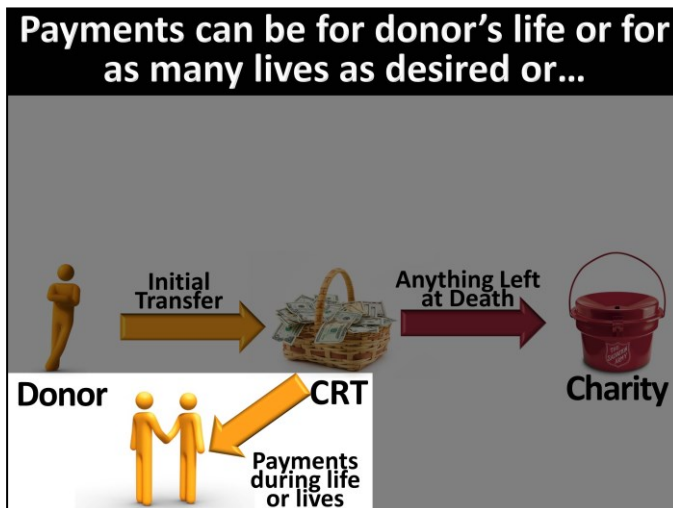 Payments can be for donor's life or for
as many lives as desired or...
Initial
Transfer
Anything Left
at Death
Donor
CRT
Charity
Payments
during life
or lives